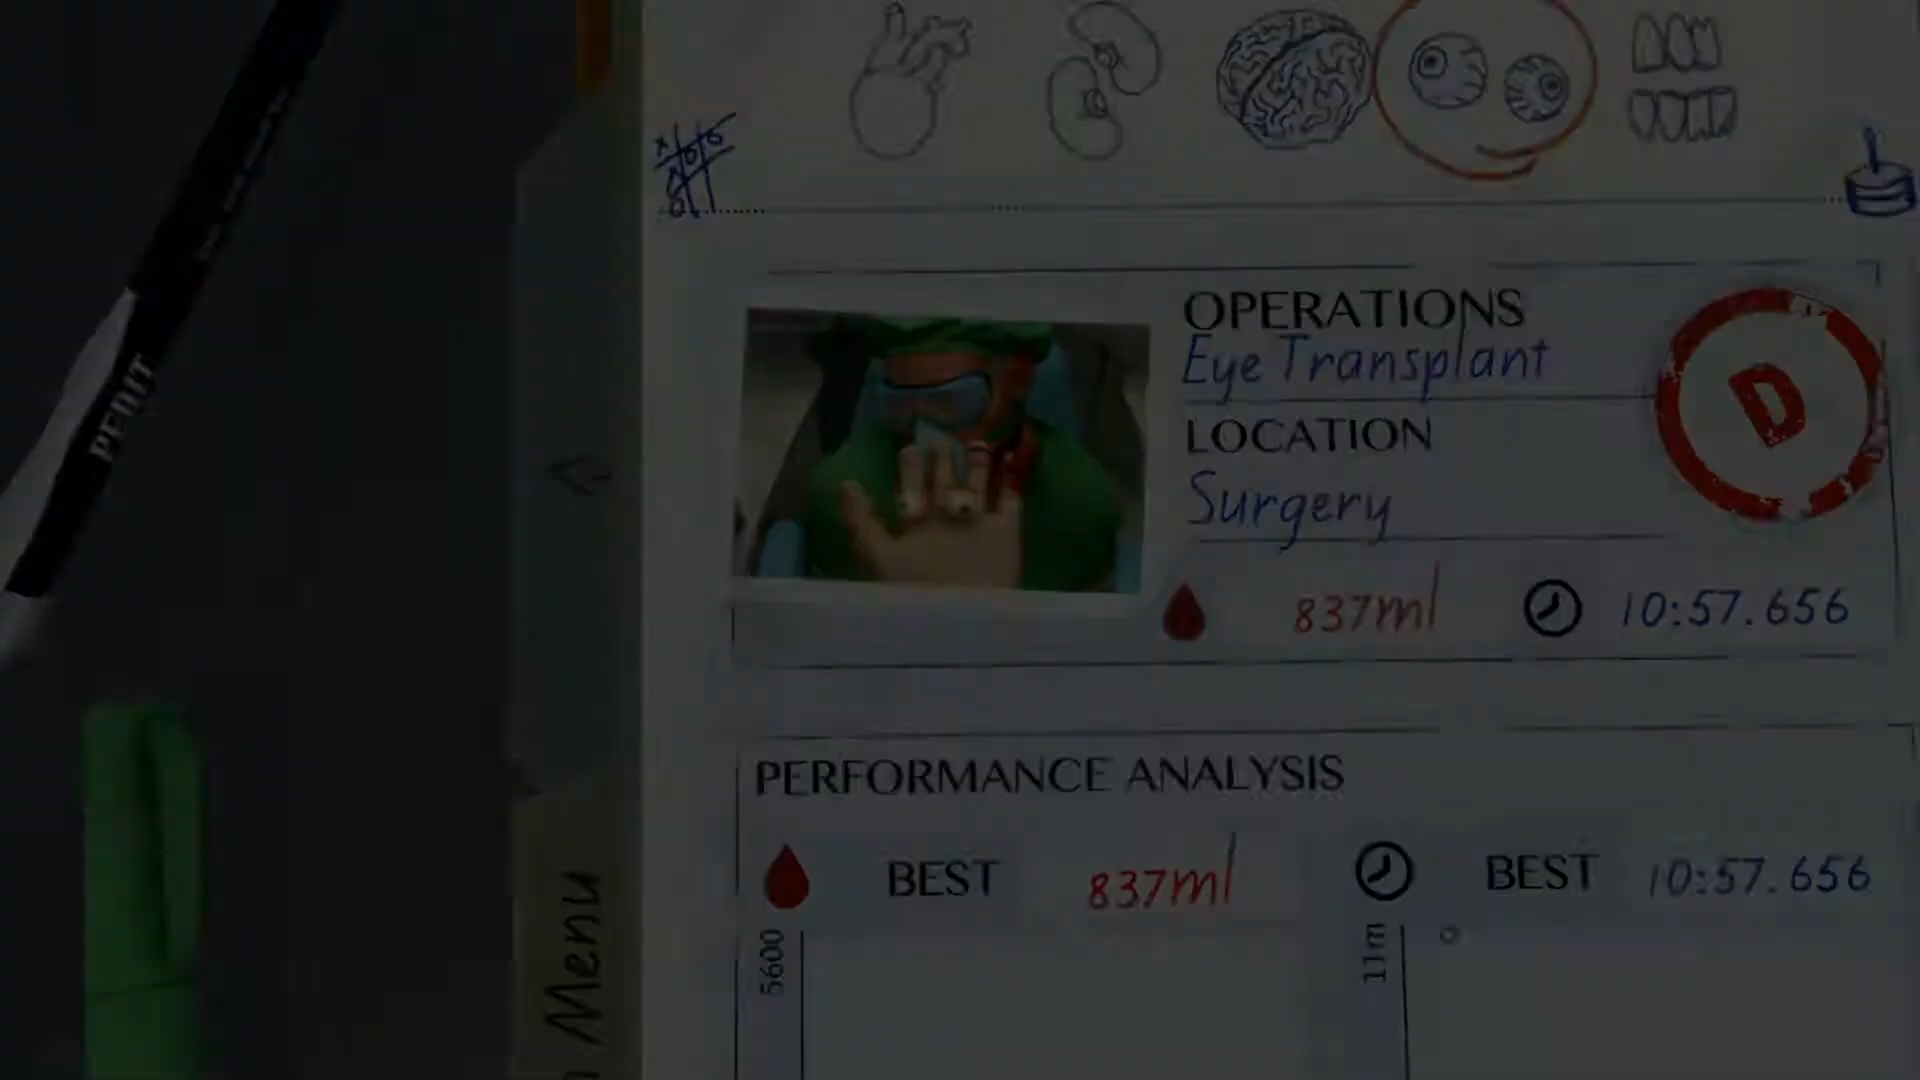 OPERATIONS
Eye Transplant
D
LOCATION
Surgery
837ml 10:57.656
PENIT
PERFORMANCE ANALYSIS
BEST 837ml BEST 10:57.656
5600
11m
Menu